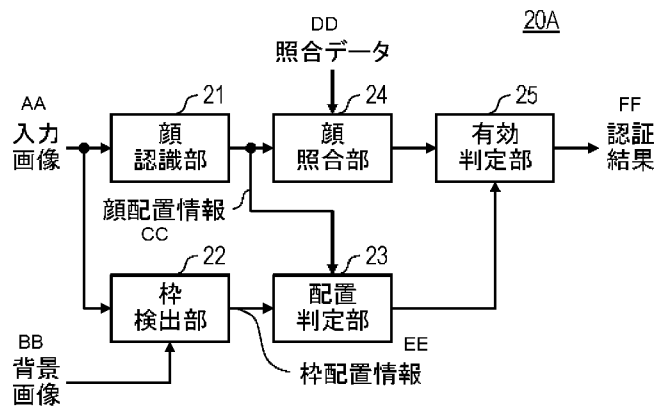 20A
DD
照合データ
AA
入力
画像
21
顔
認識部
24
顔
照合部
25
有効
判定部
FF
認証
結果
顔配置情報
CC
22
枠
検出部
23
配置
判定部
BB
背景
画像
EE
枠配置情報